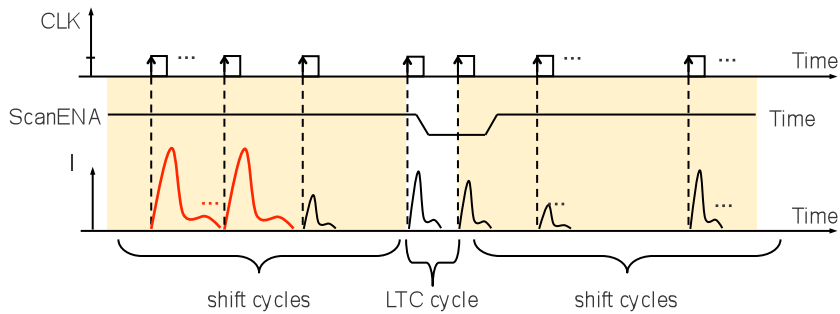 CLK
... ... ...
Time
ScanENA
Time
I
... ... ...
Time
shift cycles
LTC cycle
shift cycles